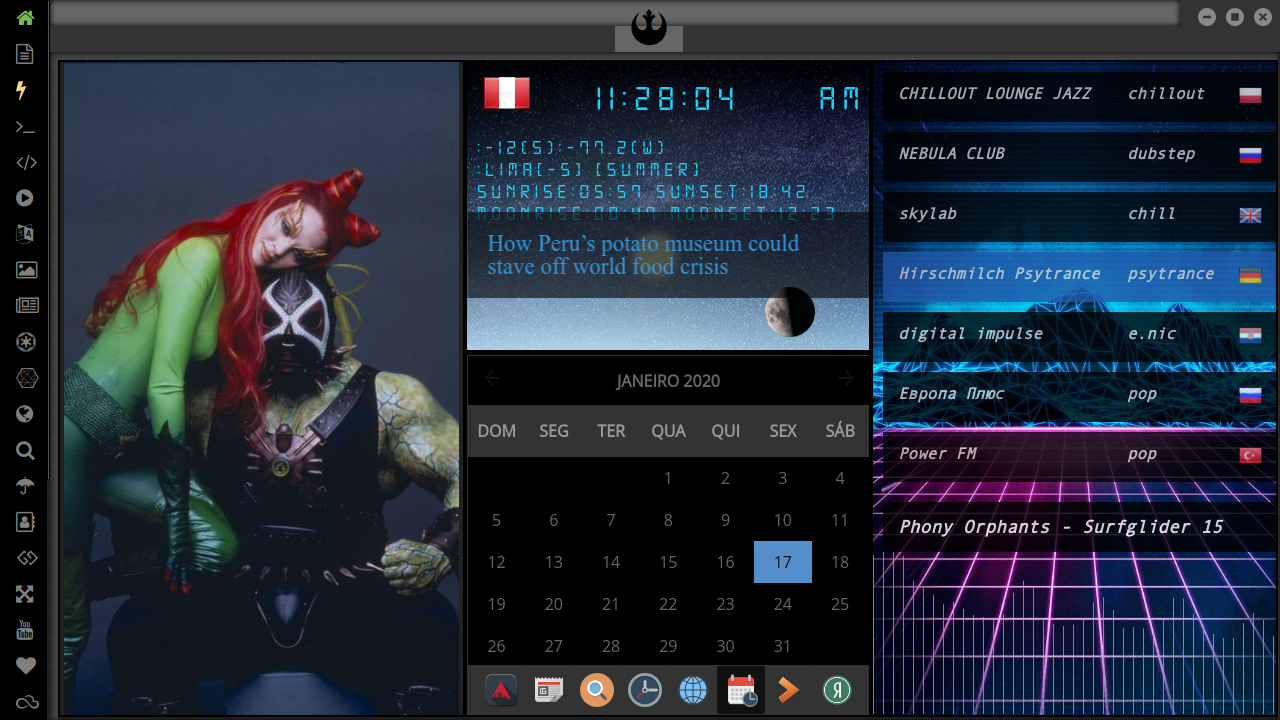 11:28:04 AM
:-12(S):-77.2(W)
:LIMA(-5) (SUMMER)
SUNRISE:05:57 SUNSET:18:42
MOONRISE:00:49 MOONSET:12:23
How Peru’s potato museum could
stave off world food crisis
JANEIRO 2020
DOM SEG TER QUA QUI SEX SÁB
1 2 3 4
5 6 7 8 9 10 11
12 13 14 15 16 17 18
19 20 21 22 23 24 25
26 27 28 29 30 31
CHILLOUT LOUNGE JAZZ chillout
NEBULA CLUB dubstep
skylab chill
Hirschmilch Psytrance psytrance
digital impulse e.nic
Европа Плюс pop
Power FM pop
Phony Orphants - Surfglider 15
You
Tube
Я